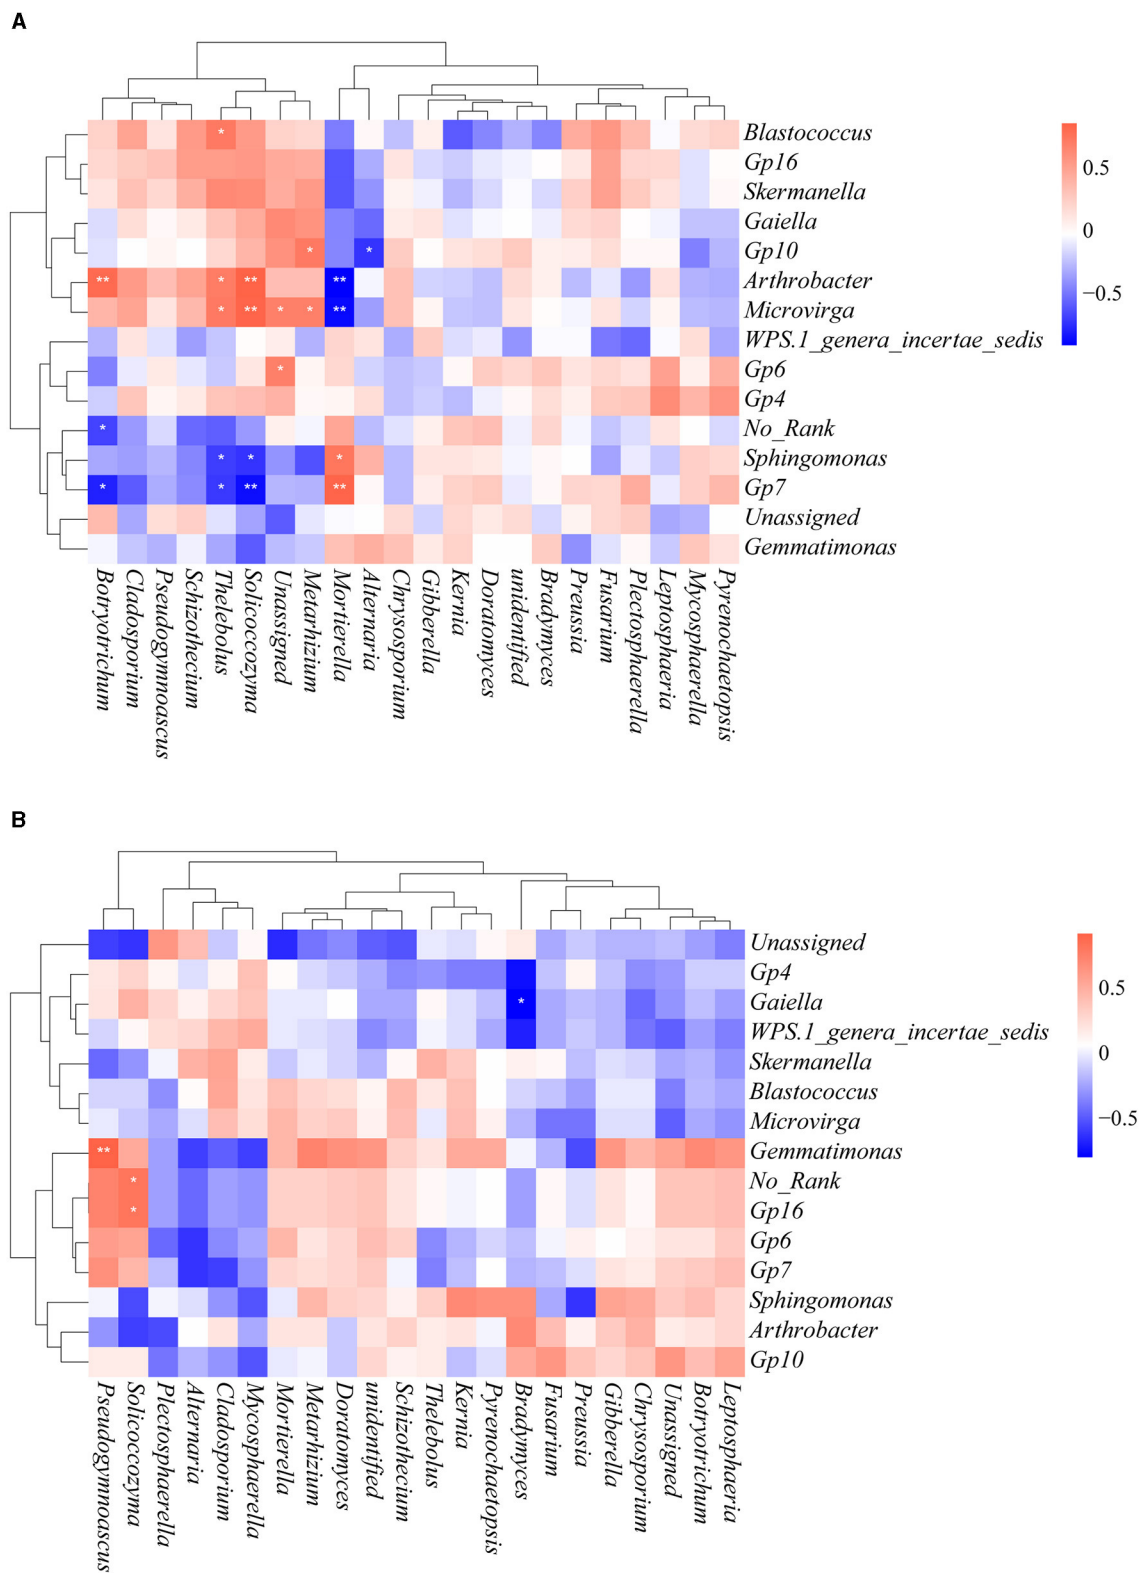 A
*
Blastococcus
Gp16
Skermanella
Gaiella
* * Gp10
** * ** ** Arthrobacter
* ** * * ** Microvirga
WPS.1_genera_incertae_sedis
* Gp6
Gp4
* No_Rank
* * * Sphingomonas
* * ** ** Gp7
Unassigned
Gemmatimonas
0.5
0
−0.5
Botryotrichum
Cladosporium
Pseudogymnoascus
Schizothecium
Thelebolus
Solicoccozyma
Unassigned
Metarhizium
Mortierella
Alternaria
Chrysosporium
Gibberella
Kernia
Doratomyces
unidentified
Bradymyces
Preussia
Fusarium
Plectosphaerella
Leptosphaeria
Mycosphaerella
Pyrenochaetopsis
B
Unassigned
Gp4
* Gaiella
WPS.1_genera_incertae_sedis
Skermanella
Blastococcus
Microvirga
** Gemmatimonas
* No_Rank
* Gp16
Gp6
Gp7
Sphingomonas
Arthrobacter
Gp10
0.5
0
−0.5
Pseudogymnoascus
Solicoccozyma
Plectosphaerella
Alternaria
Cladosporium
Mycosphaerella
Mortierella
Metarhizium
Doratomyces
unidentified
Schizothecium
Thelebolus
Kernia
Pyrenochaetopsis
Bradymyces
Fusarium
Preussia
Gibberella
Chrysosporium
Unassigned
Botryotrichum
Leptosphaeria